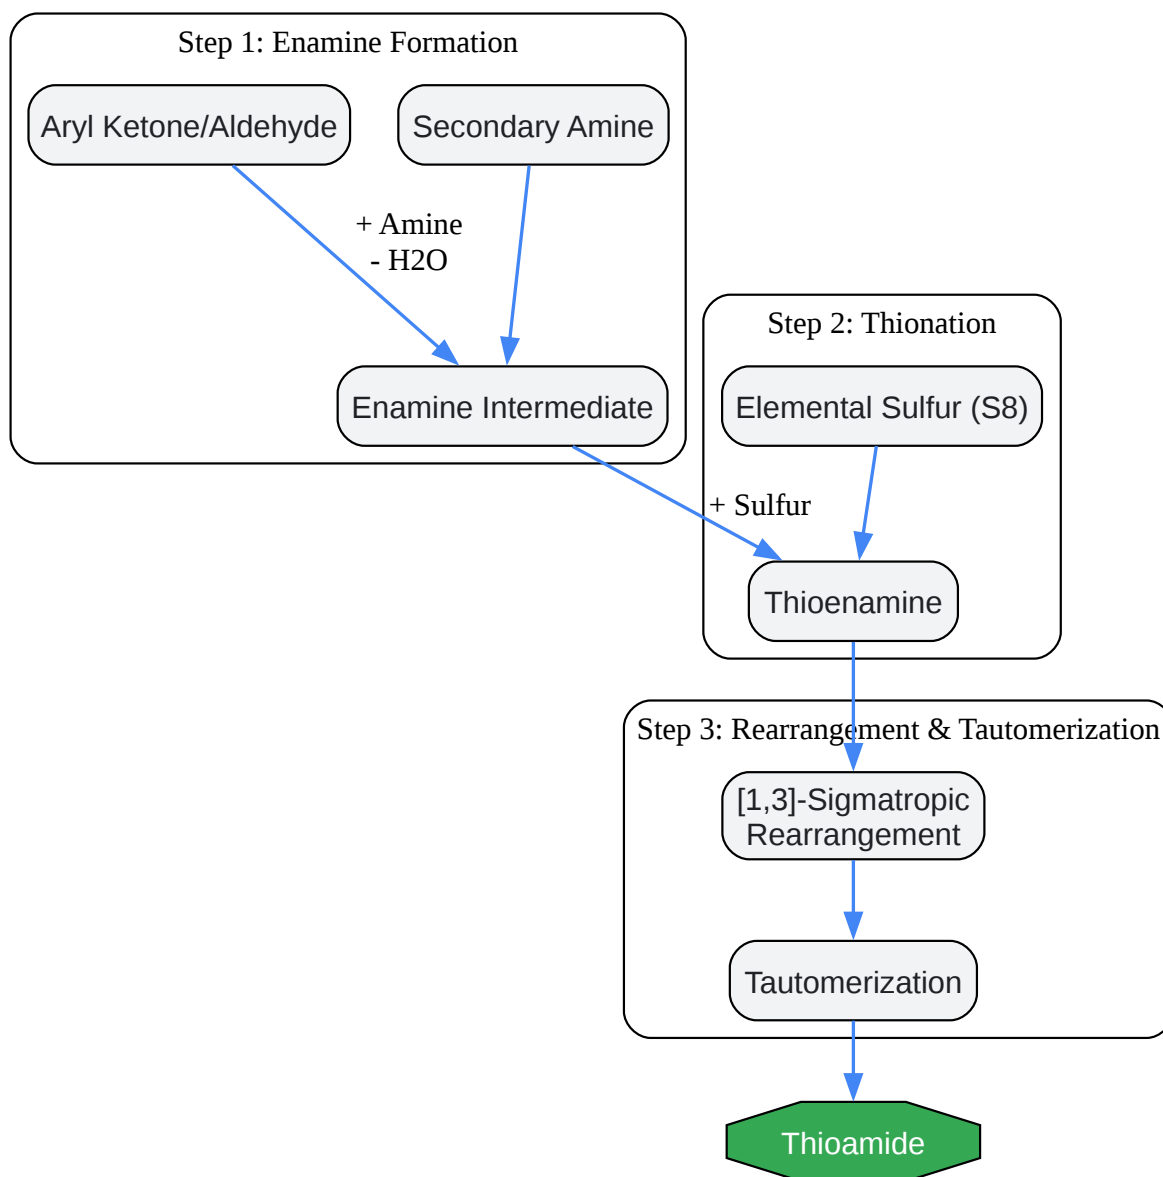 Step 1: Enamine Formation
Aryl Ketone/Aldehyde
Secondary Amine
+ Amine
- H2O
Enamine Intermediate
Step 2: Thionation
Elemental Sulfur (S8)
+ Sulfur
Thioenamine
Step 3: Rearrangement & Tautomerization
[1,3]-Sigmatropic
Rearrangement
Tautomerization
Thioamide